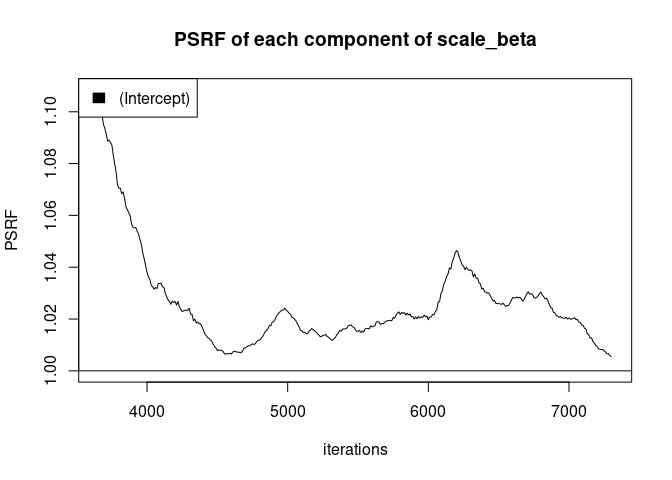 PSRF of each component of scale_beta
(Intercept)
PSRF
1.10
1.08
1.06
1.04
1.02
1.00
4000 5000 6000 7000
iterations